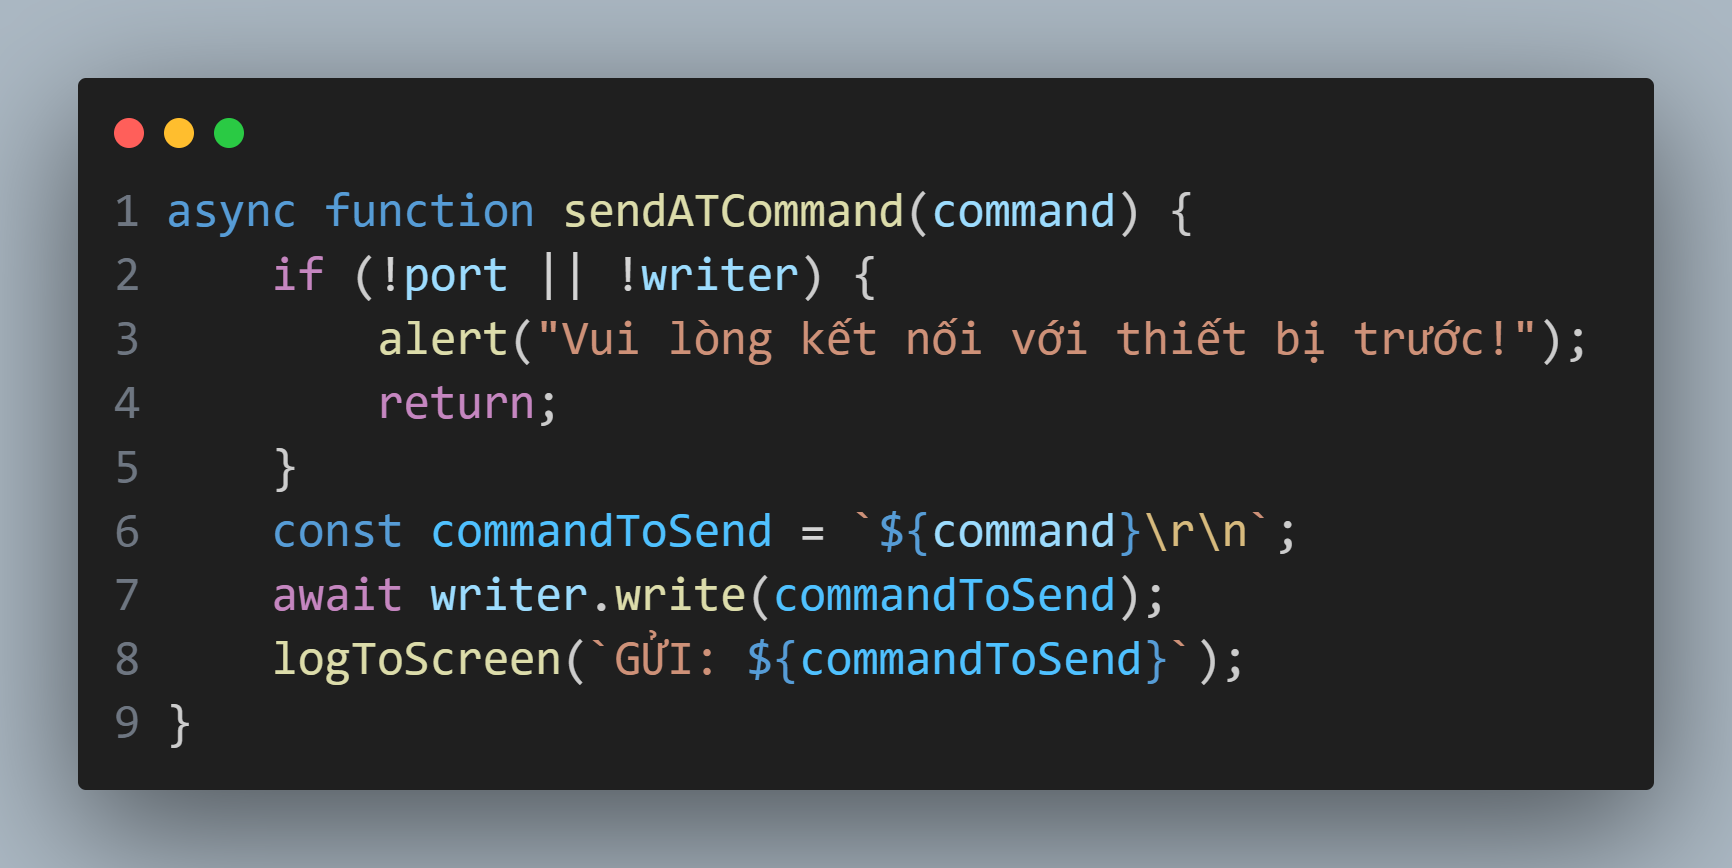 1 async function sendATCommand(command) {
2     if (!port || !writer) {
3         alert("Vui lòng kết nối với thiết bị trước!");
4         return;
5     }
6     const commandToSend = `${command}\r\n`;
7     await writer.write(commandToSend);
8     logToScreen(`GỬI: ${commandToSend}`);
9 }